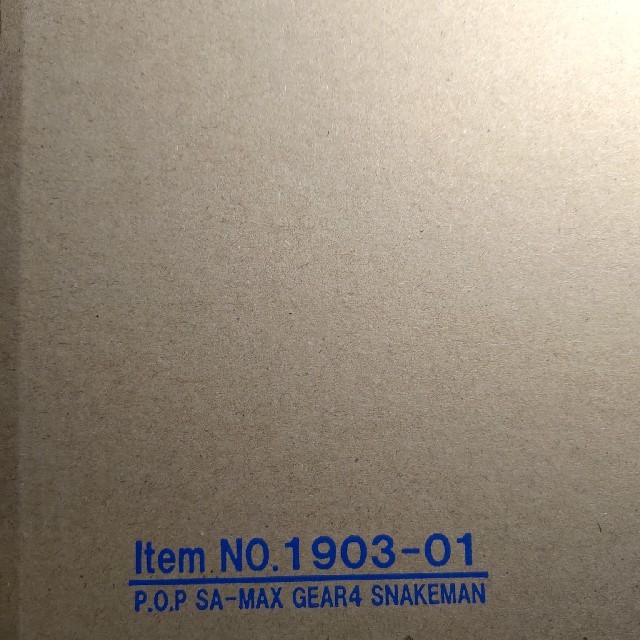 Item NO.1903-01
P.O.P SA-MAX GEAR4 SNAKEMAN